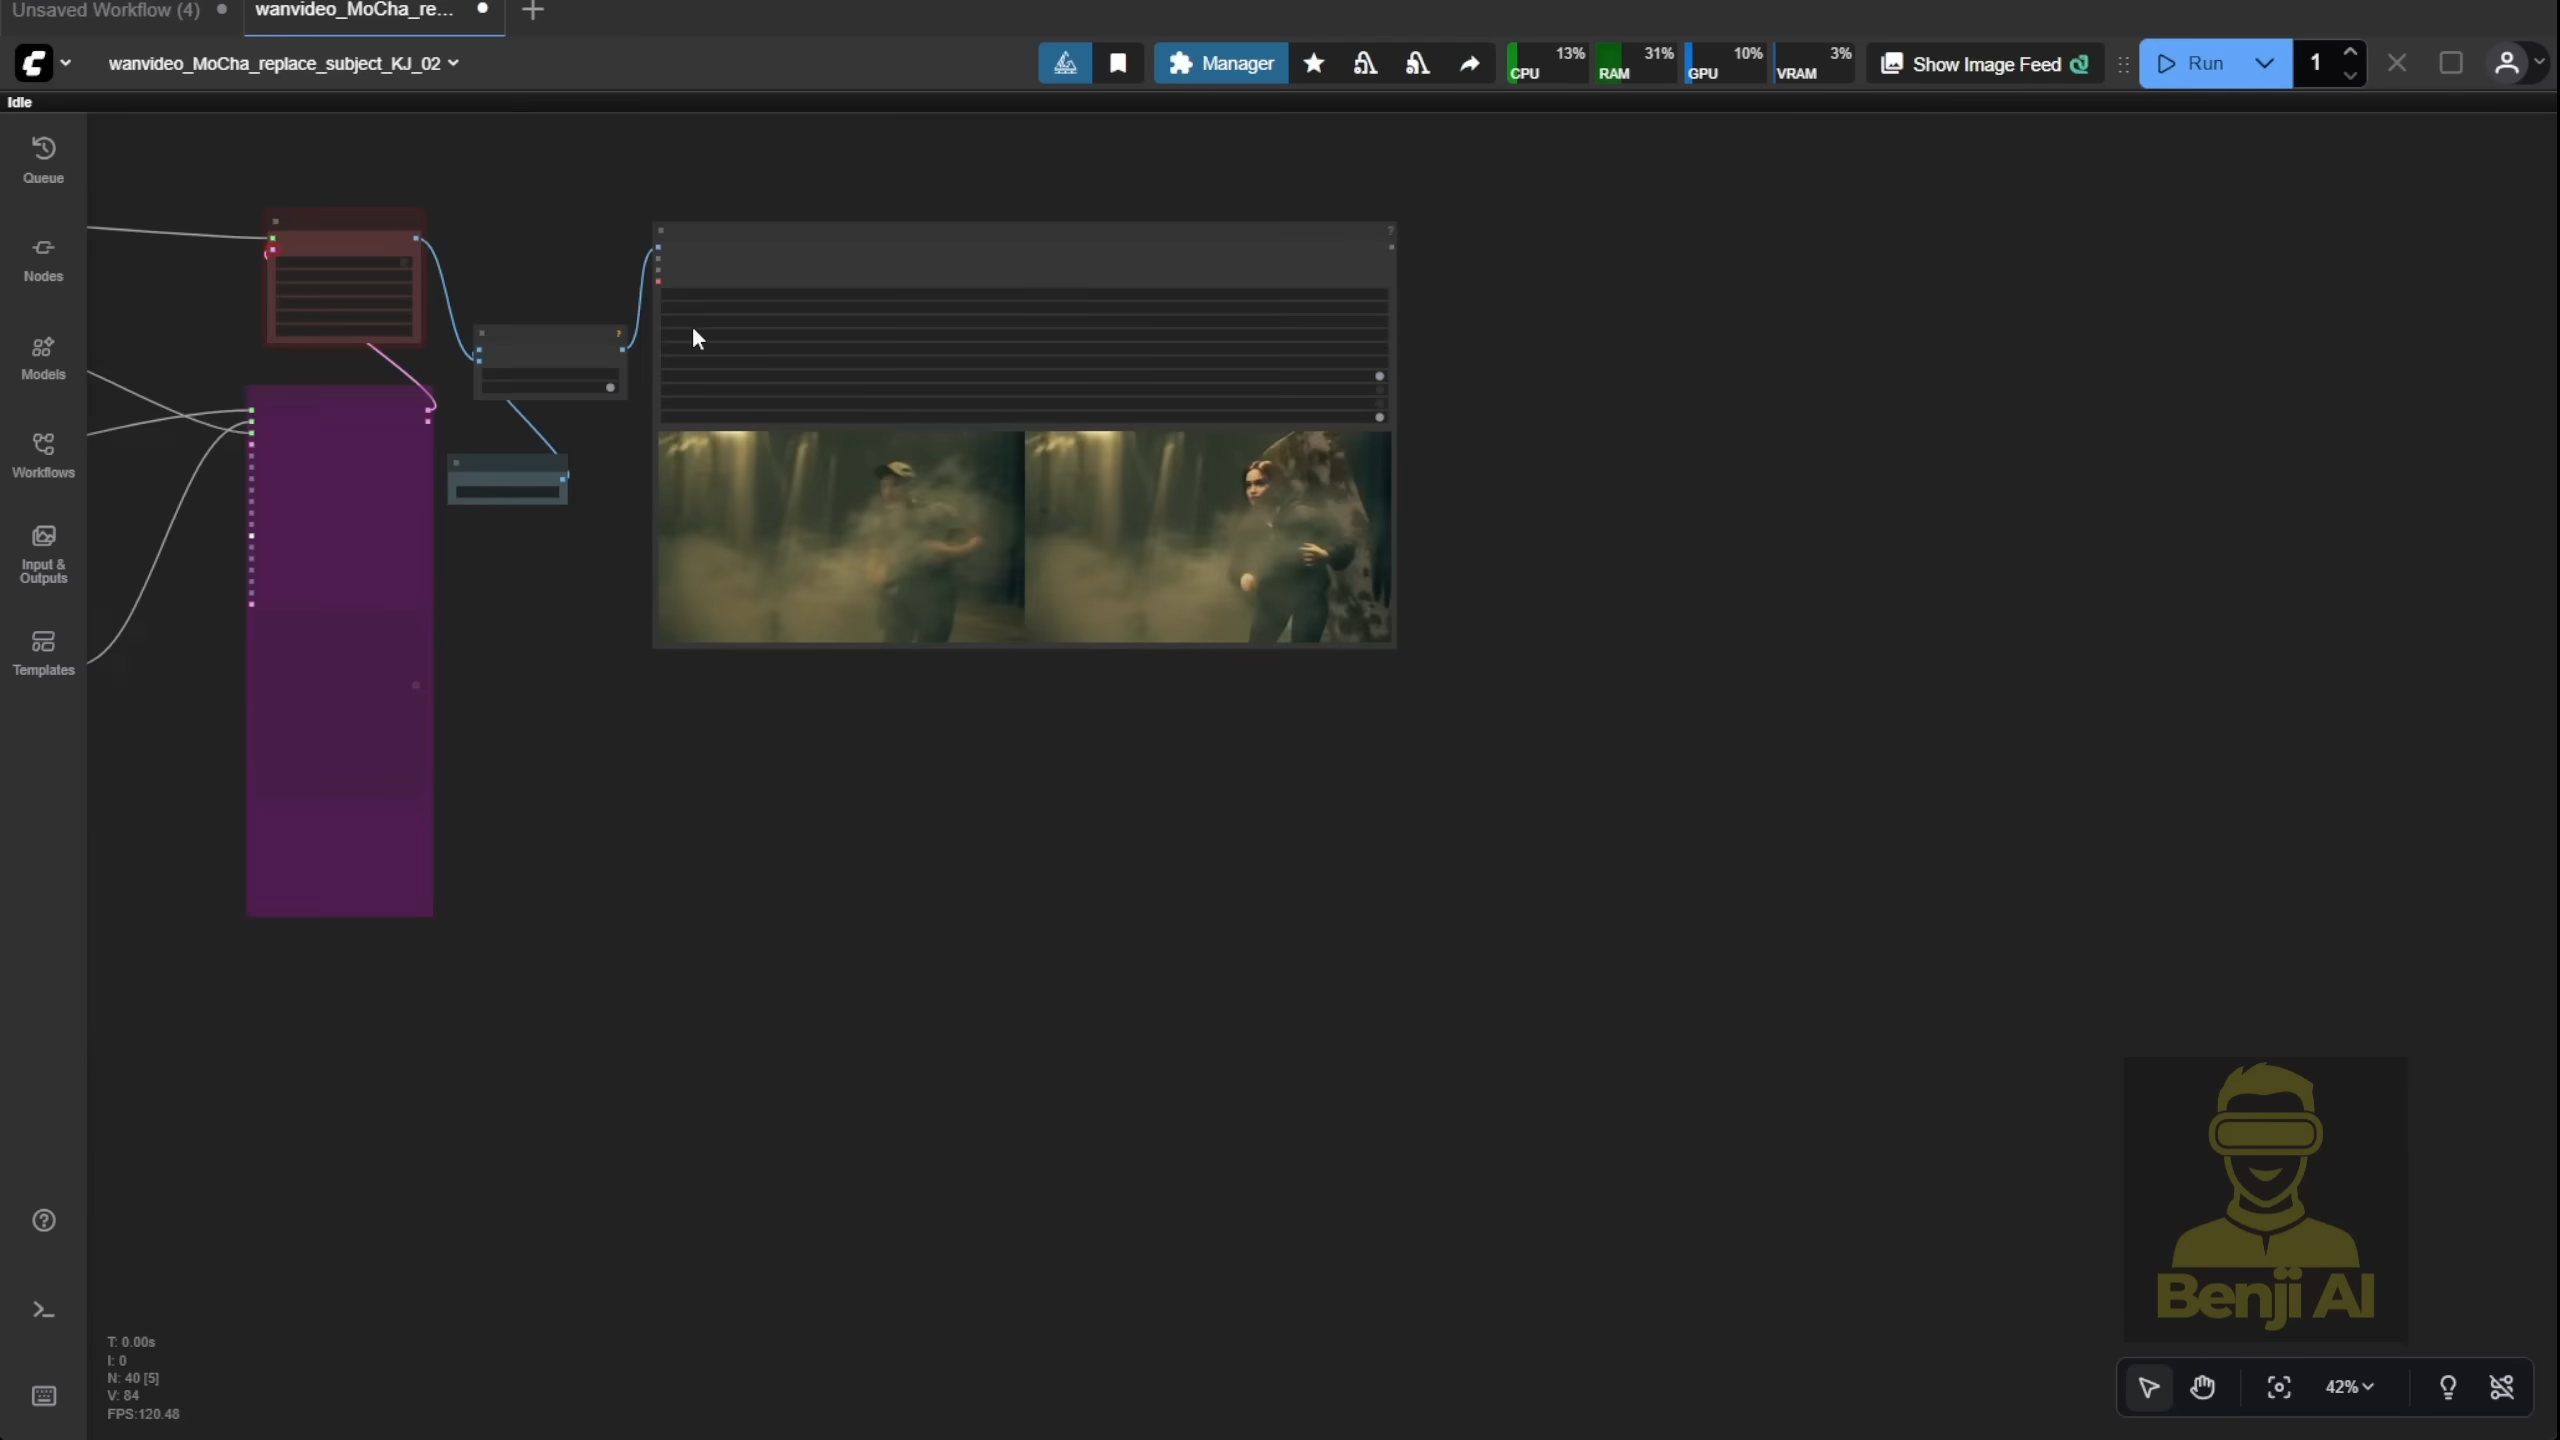 Unsaved Workflow (4)
wanvideo_MoCha_re...
wanvideo_MoCha_replace_subject_KJ_02
Manager
CPU 13%
RAM 31%
GPU 10%
VRAM 3%
Show Image Feed
Run
1
Idle
Queue
Nodes
Models
Workflows
Input &
Outputs
Templates
?
?
Benji AI
T: 0.00s
I: 0
N: 40 [5]
V: 84
FPS:120.48
42%